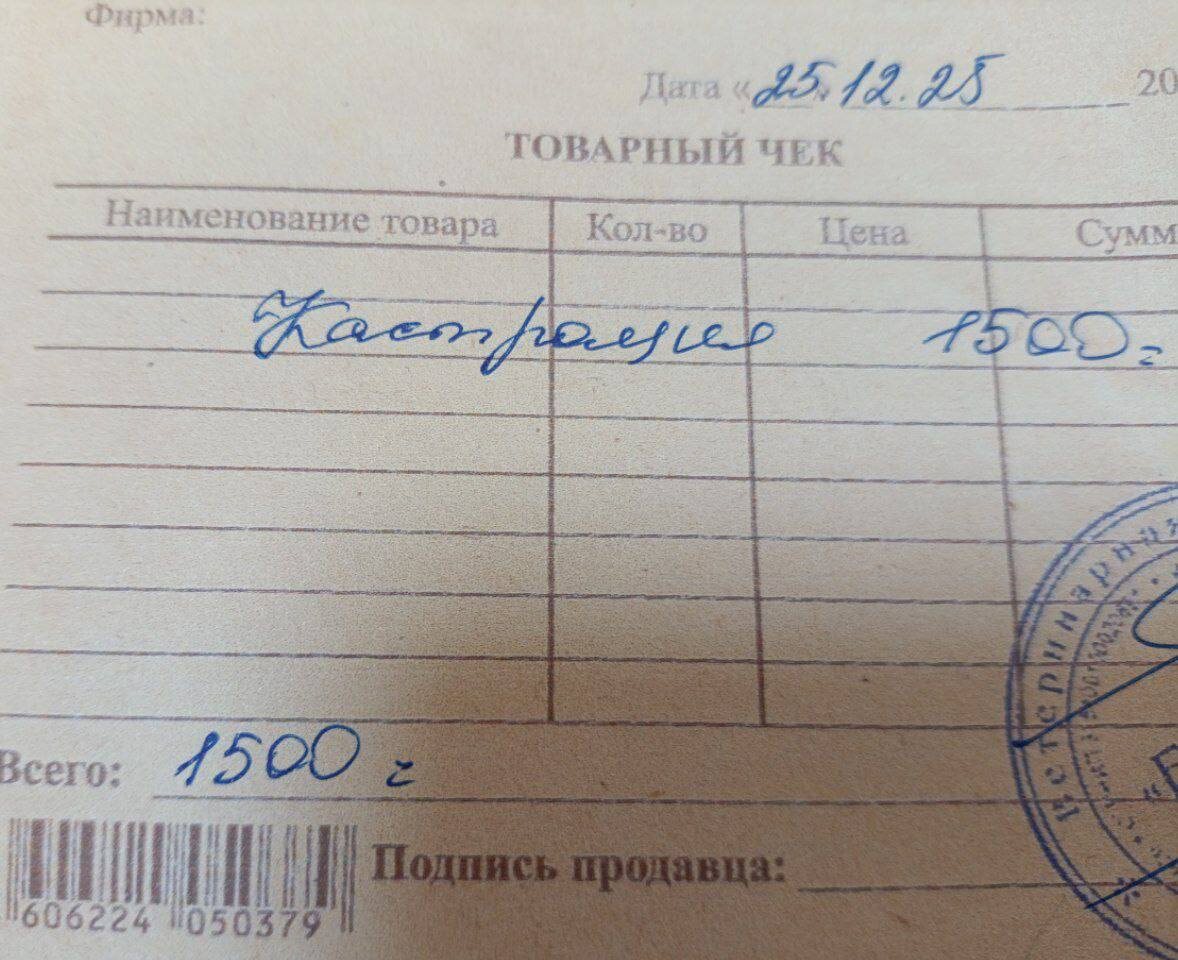 Фирма:
Дата «25.12.25 20
ТОВАРНЫЙ ЧЕК
Наименование товара Кол-во Цена Сумм
Кастрация 1500=
Всего: 1500=
Подпись продавца:
606224 050379
Ветеринарная